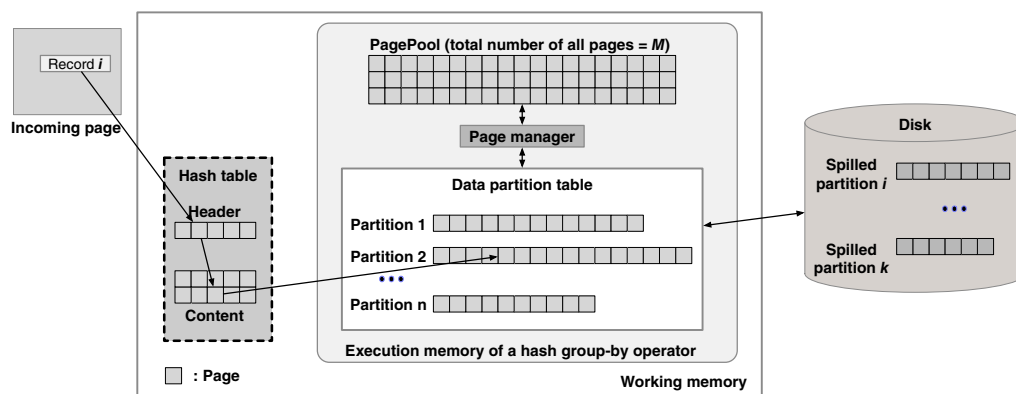 Record i
Incoming page
PagePool (total number of all pages = M)
Page manager
Hash table
Header
Content
Data partition table
Partition 1
Partition 2
Partition n
Execution memory of a hash group-by operator
: Page
Working memory
Disk
Spilled
partition i
Spilled
partition k